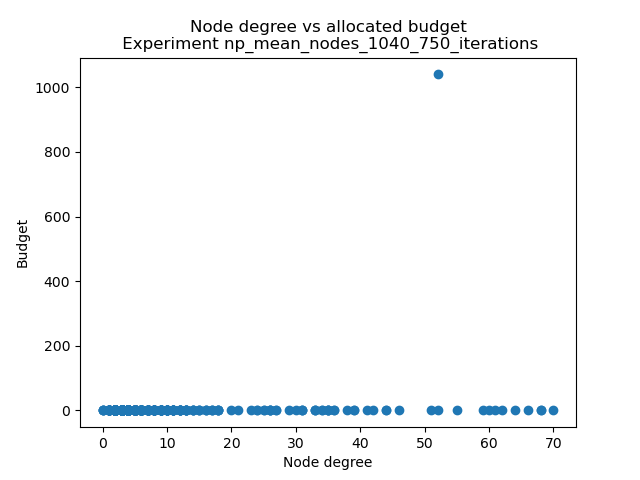 Node degree vs allocated budget
Experiment np_mean_nodes_1040_750_iterations
1000
800
600
400
200
0
Budget
0 10 20 30 40 50 60 70
Node degree